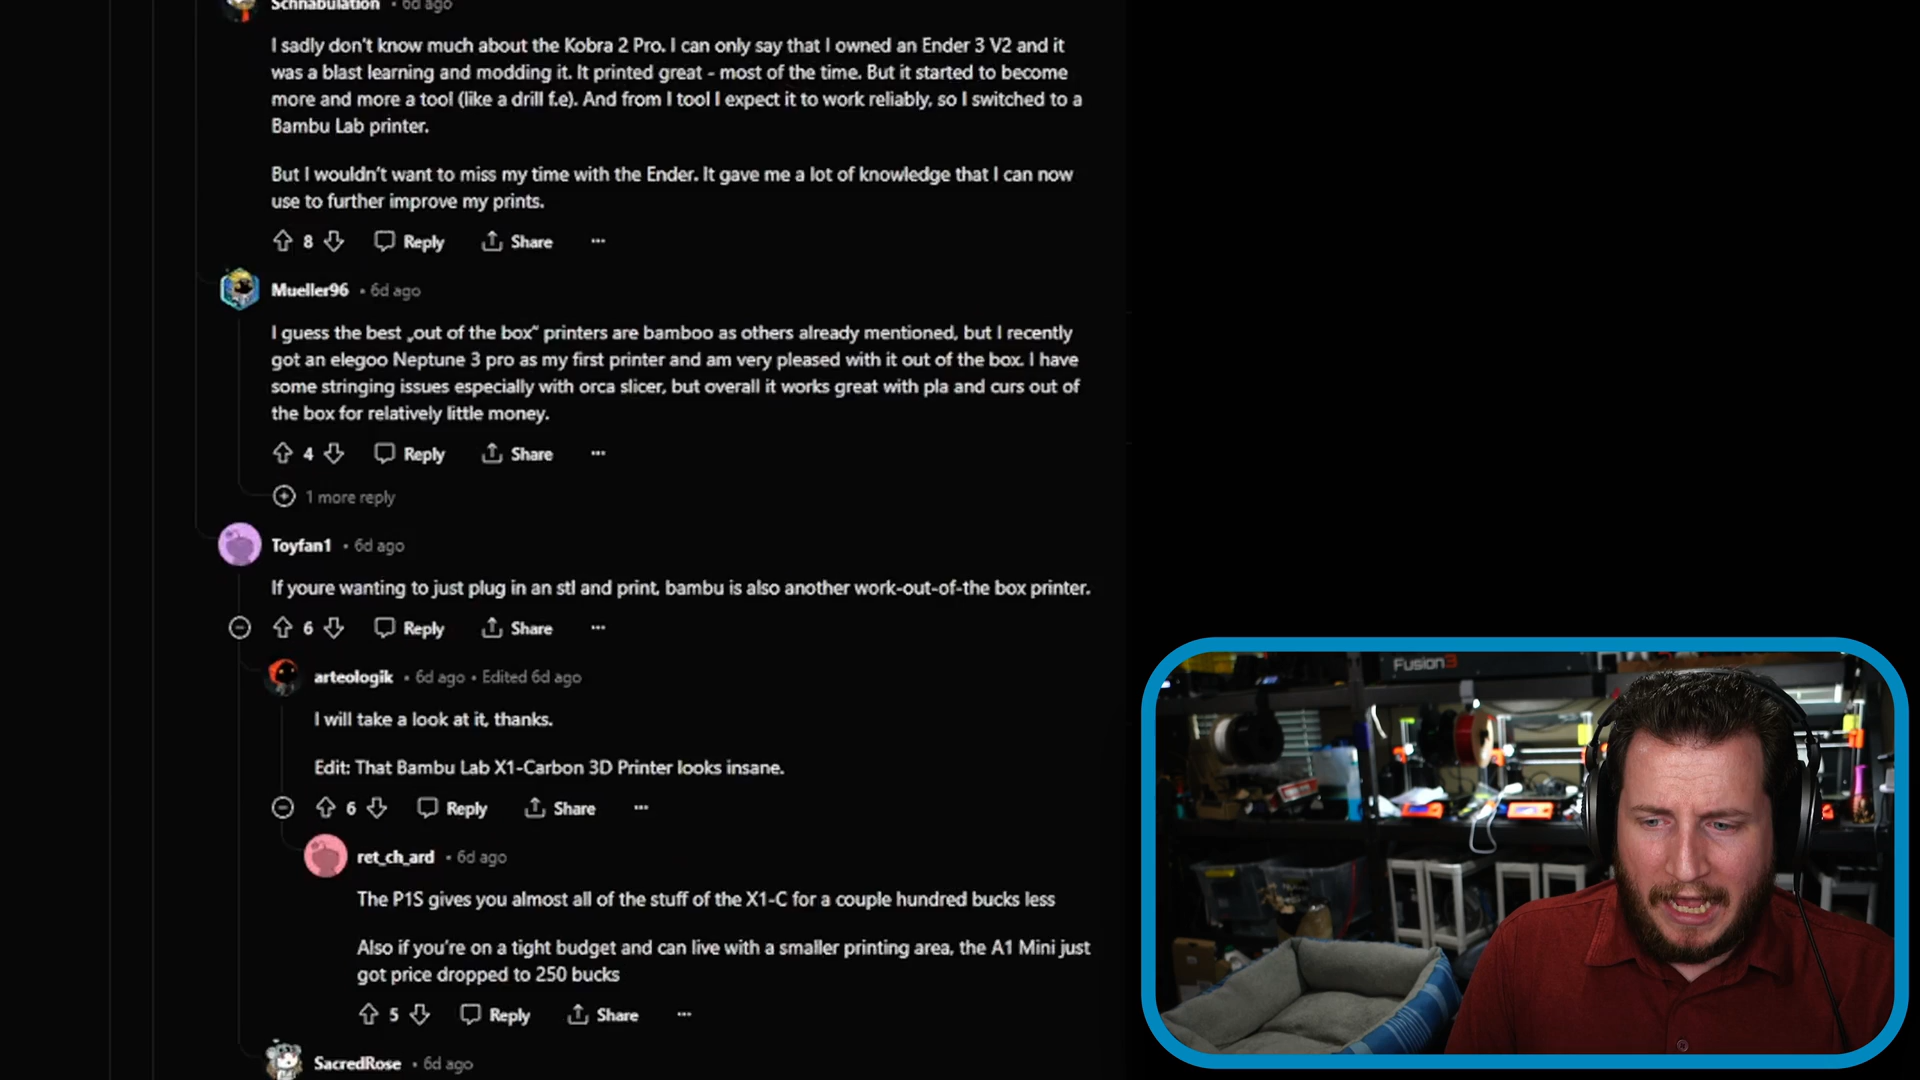 Schnabulation • 6d ago
I sadly don't know much about the Kobra 2 Pro. I can only say that I owned an Ender 3 V2 and it
was a blast learning and modding it. It printed great - most of the time. But it started to become
more and more a tool (like a drill f.e). And from I tool I expect it to work reliably, so I switched to a
Bambu Lab printer.
But I wouldn't want to miss my time with the Ender. It gave me a lot of knowledge that I can now
use to further improve my prints.
8 Reply Share ...
Mueller96 • 6d ago
I guess the best „out of the box“ printers are bamboo as others already mentioned, but I recently
got an elegoo Neptune 3 pro as my first printer and am very pleased with it out of the box. I have
some stringing issues especially with orca slicer, but overall it works great with pla and curs out of
the box for relatively little money.
4 Reply Share ...
1 more reply
Toyfan1 • 6d ago
If youre wanting to just plug in an stl and print, bambu is also another work-out-of-the box printer.
6 Reply Share ...
arteologik • 6d ago • Edited 6d ago
I will take a look at it, thanks.
Edit: That Bambu Lab X1-Carbon 3D Printer looks insane.
6 Reply Share ...
ret_ch_ard • 6d ago
The P1S gives you almost all of the stuff of the X1-C for a couple hundred bucks less
Also if you're on a tight budget and can live with a smaller printing area, the A1 Mini just
got price dropped to 250 bucks
5 Reply Share ...
SacredRose • 6d ago
Fusion3